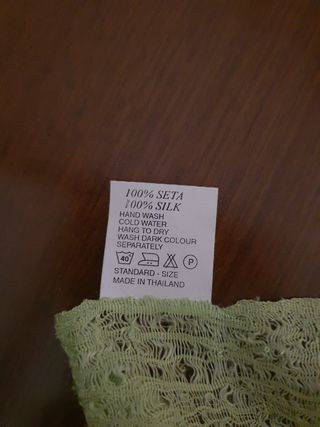 100% SETA
100% SILK
HAND WASH
COLD WATER
HANG TO DRY
WASH DARK COLOUR
SEPARATELY
40 P
STANDARD - SIZE
MADE IN THAILAND